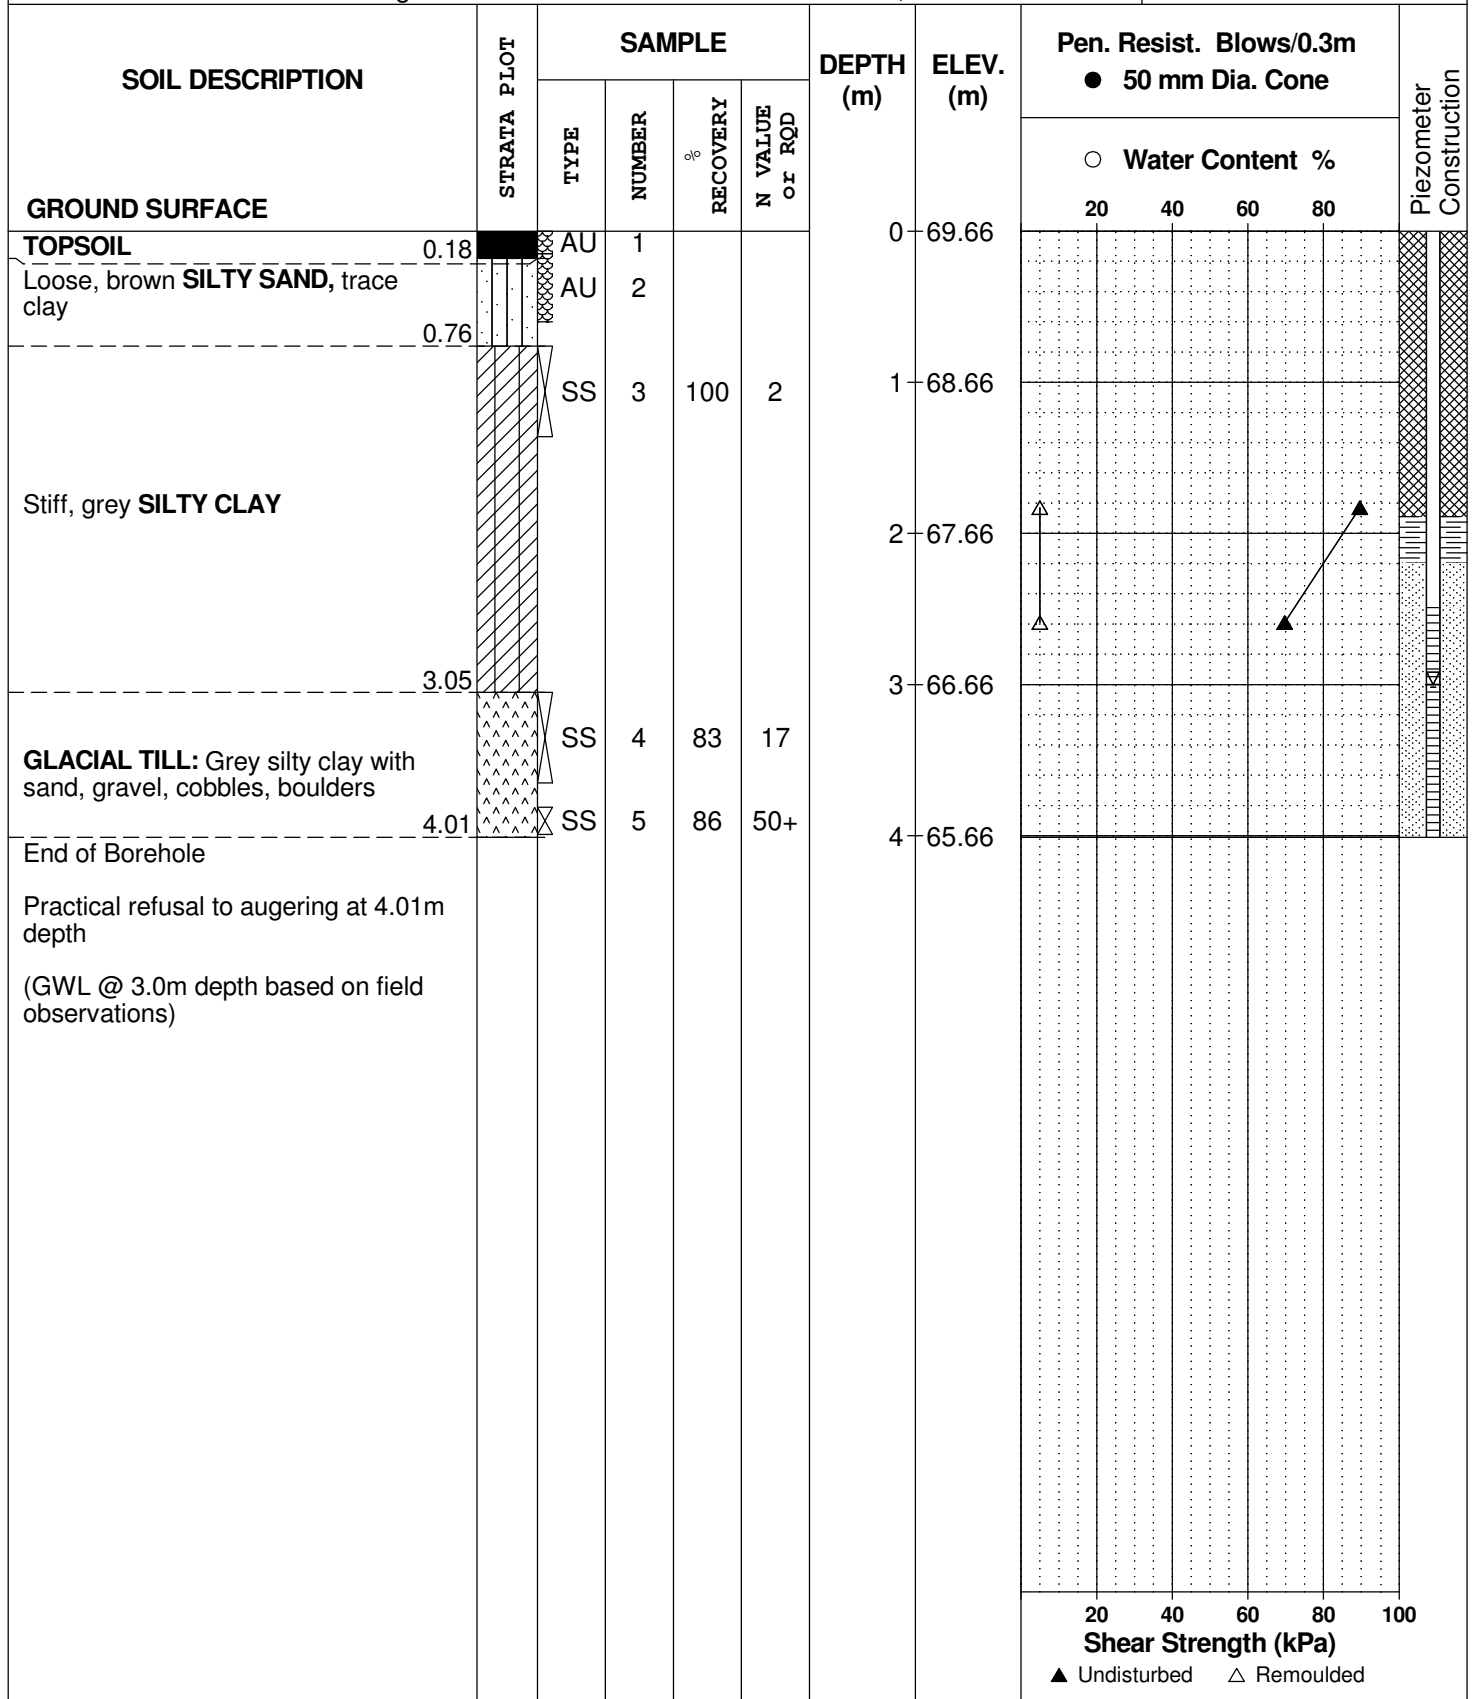 SOIL DESCRIPTION
GROUND SURFACE
STRATA PLOT
SAMPLE
TYPE
NUMBER
%
RECOVERY
N VALUE
or RQD
DEPTH
(m)
ELEV.
(m)
Pen. Resist. Blows/0.3m
● 50 mm Dia. Cone
○ Water Content %
20 40 60 80
Piezometer
Construction
TOPSOIL 0.18 AU 1
0 69.66
Loose, brown SILTY SAND, trace
clay
AU 2
0.76
SS 3 100 2
1 68.66
Stiff, grey SILTY CLAY
2 67.66
3.05
3 66.66
SS 4 83 17
GLACIAL TILL: Grey silty clay with
sand, gravel, cobbles, boulders
4.01 SS 5 86 50+
4 65.66
End of Borehole
Practical refusal to augering at 4.01m
depth
(GWL @ 3.0m depth based on field
observations)
20 40 60 80 100
Shear Strength (kPa)
▲ Undisturbed △ Remoulded